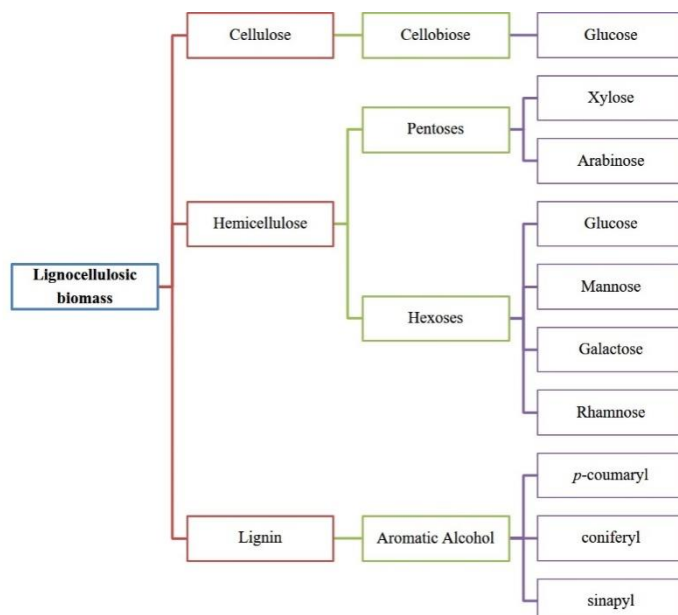 Cellulose
Cellobiose
Glucose
Xylose
Pentoses
Arabinose
Hemicellulose
Glucose
Lignocellulosic
biomass
Mannose
Hexoses
Galactose
Rhamnose
p-coumaryl
Lignin
Aromatic Alcohol
coniferyl
sinapyl